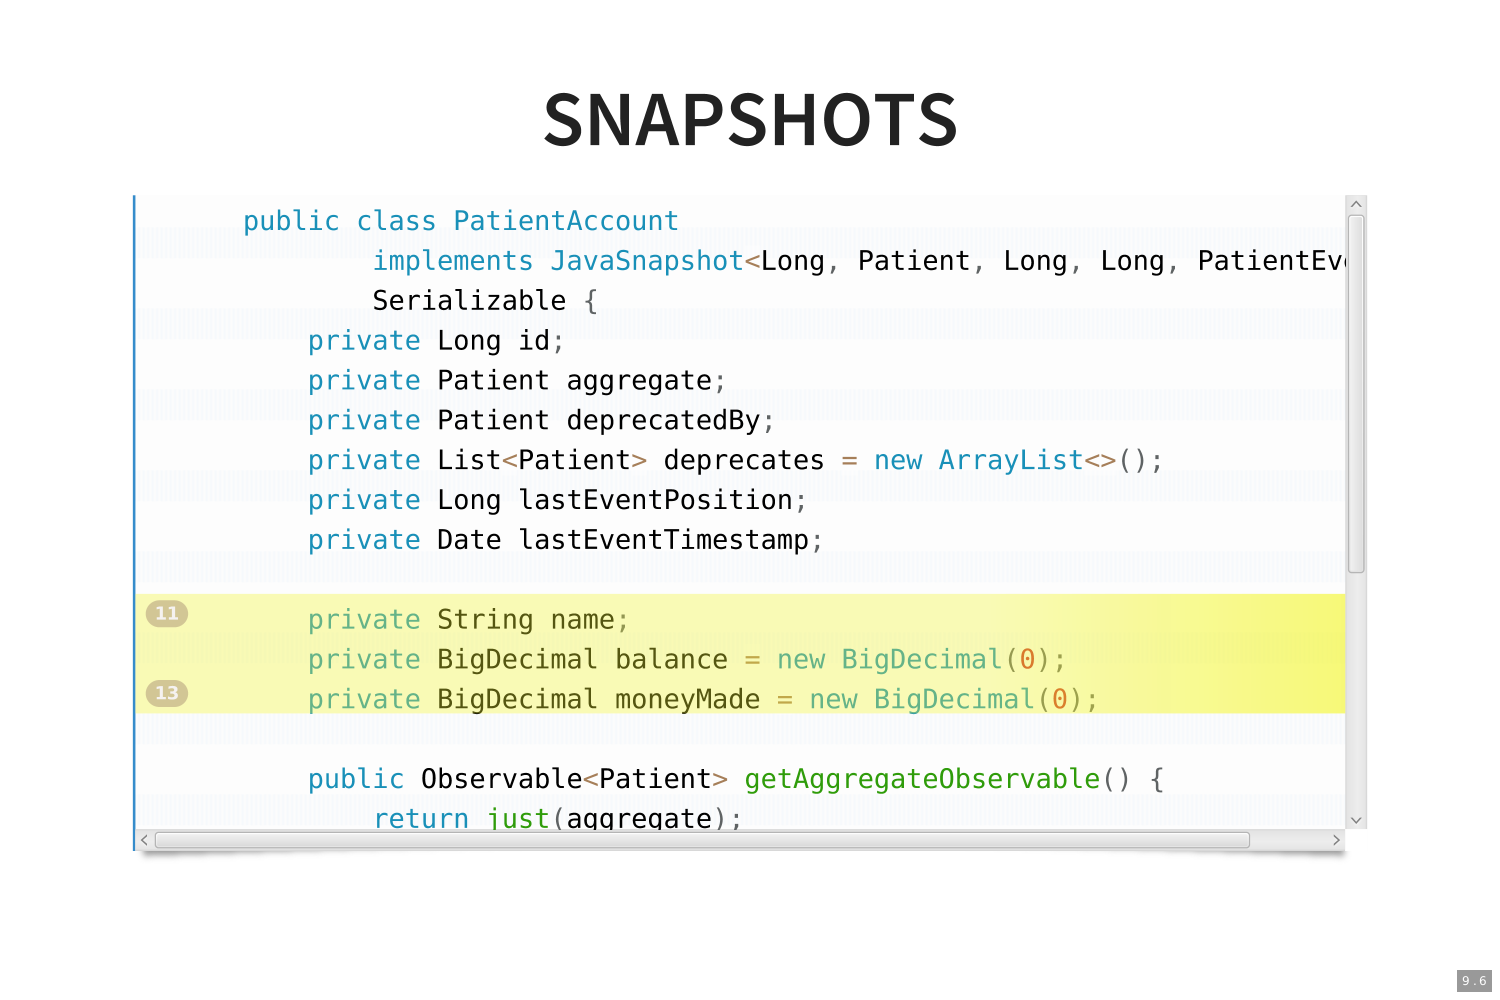 SNAPSHOTS
public class PatientAccount
implements JavaSnapshot<Long, Patient, Long, Long, PatientEve
Serializable {
private Long id;
private Patient aggregate;
private Patient deprecatedBy;
private List<Patient> deprecates = new ArrayList<>();
private Long lastEventPosition;
private Date lastEventTimestamp;
11 private String name;
private BigDecimal balance = new BigDecimal(0);
13 private BigDecimal moneyMade = new BigDecimal(0);
public Observable<Patient> getAggregateObservable() {
return just(aggregate);
9.6